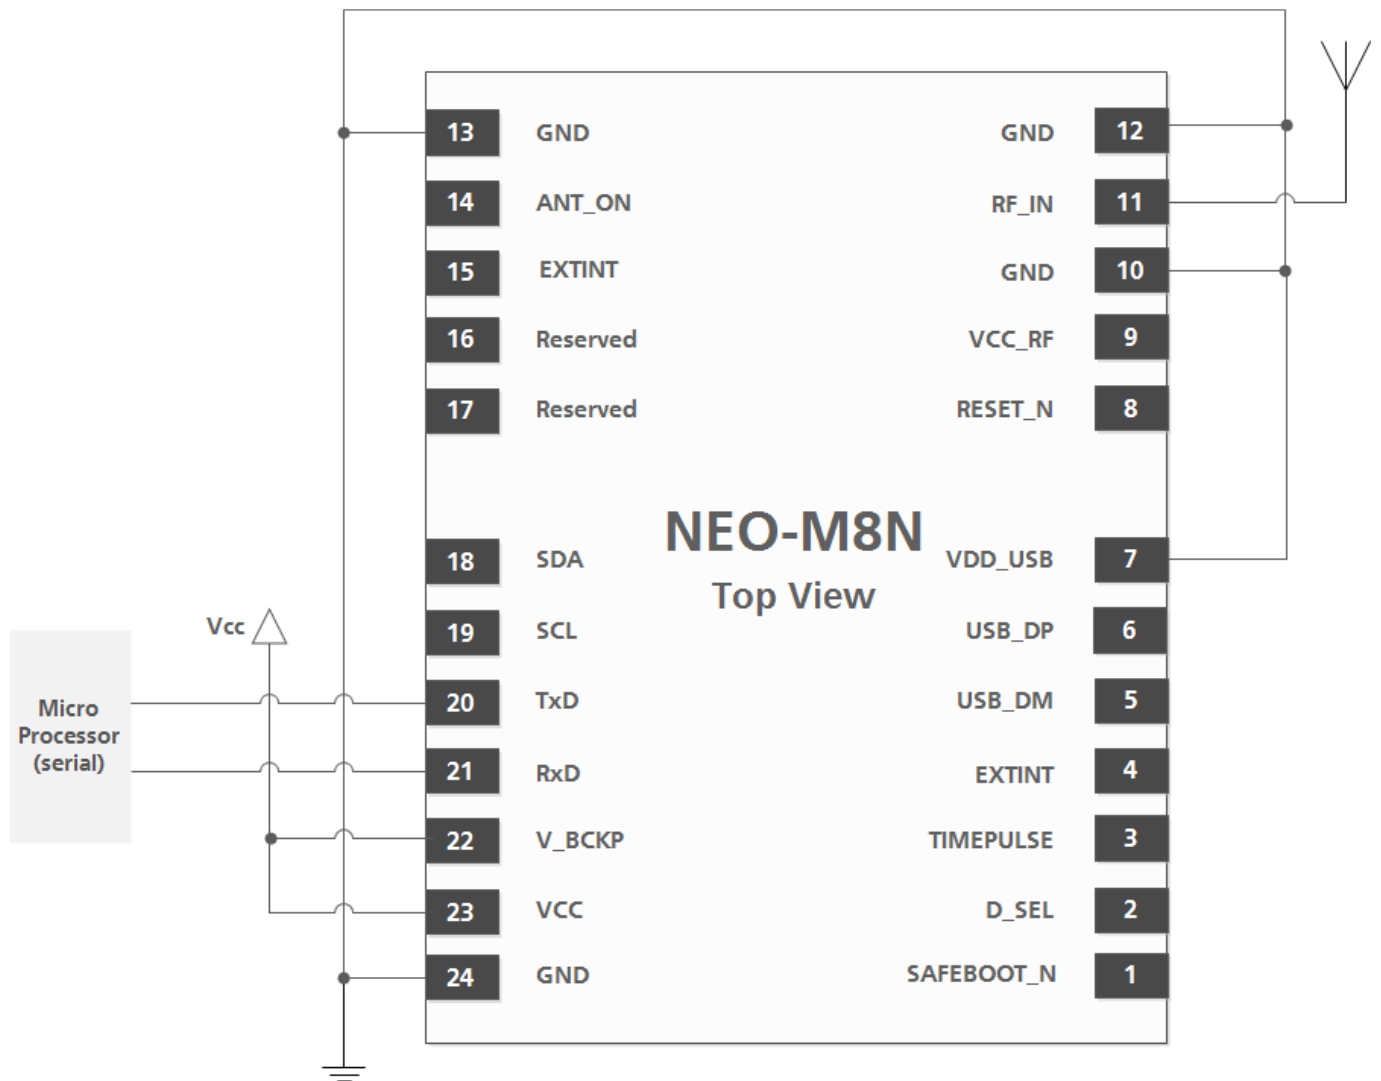 13 GND
GND 12
14 ANT_ON
RF_IN 11
15 EXTINT
GND 10
16 Reserved
VCC_RF 9
17 Reserved
RESET_N 8
NEO-M8N
Top View
18 SDA
VDD_USB 7
19 SCL
USB_DP 6
20 TxD
USB_DM 5
21 RxD
EXTINT 4
22 V_BCKP
TIMEPULSE 3
23 VCC
D_SEL 2
24 GND
SAFEBOOT_N 1
Vcc
Micro
Processor
(serial)